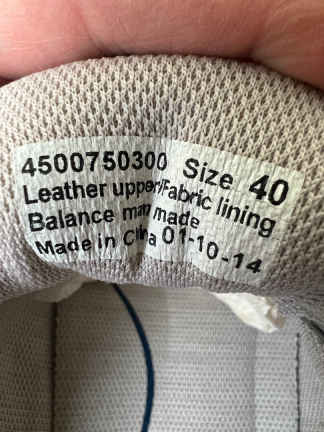 4500750300 Size 40
Leather upper/Fabric lining
Balance man made
Made in China 01-10-14